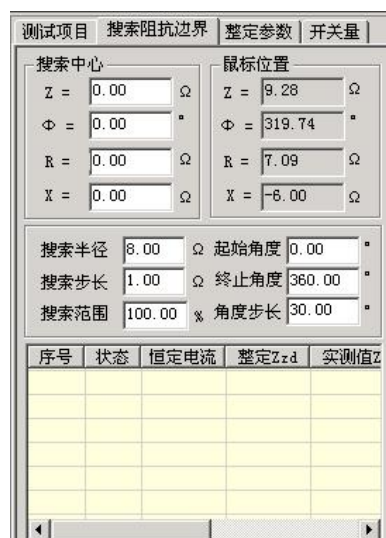 测试项目 搜索阻抗边界 整定参数 开关量
搜索中心 鼠标位置
Z = 0.00 Ω Z = 9.28 Ω
Φ = 0.00 ° Φ = 319.74 °
R = 0.00 Ω R = 7.09 Ω
X = 0.00 Ω X = -6.00 Ω
搜索半径 8.00 Ω 起始角度 0.00 °
搜索步长 1.00 Ω 终止角度 360.00 °
搜索范围 100.00 % 角度步长 30.00 °
序号 状态 恒定电流 整定Zzd 实测值Z